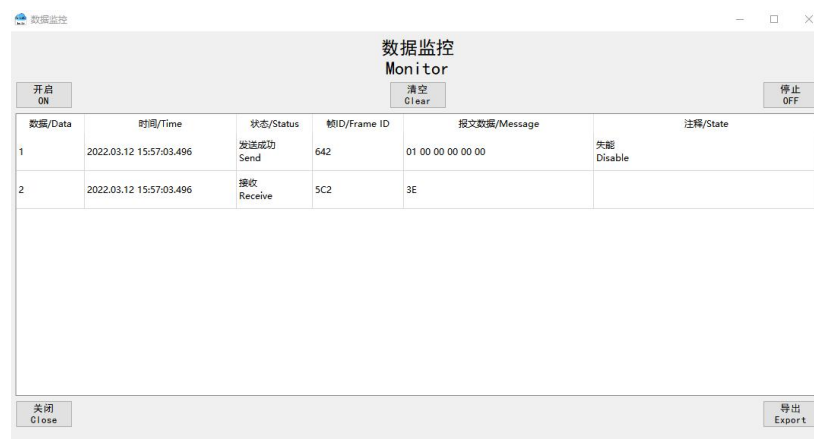 数据监控
数据监控
Monitor
开启
ON
清空
Clear
停止
OFF
数据/Data 时间/Time 状态/Status 帧ID/Frame ID 报文数据/Message 注释/State
1 2022.03.12 15:57:03.496 发送成功 642 01 00 00 00 00 00 失能
Send Disable
2 2022.03.12 15:57:03.496 接收 5C2 3E
Receive
关闭
Close
导出
Export